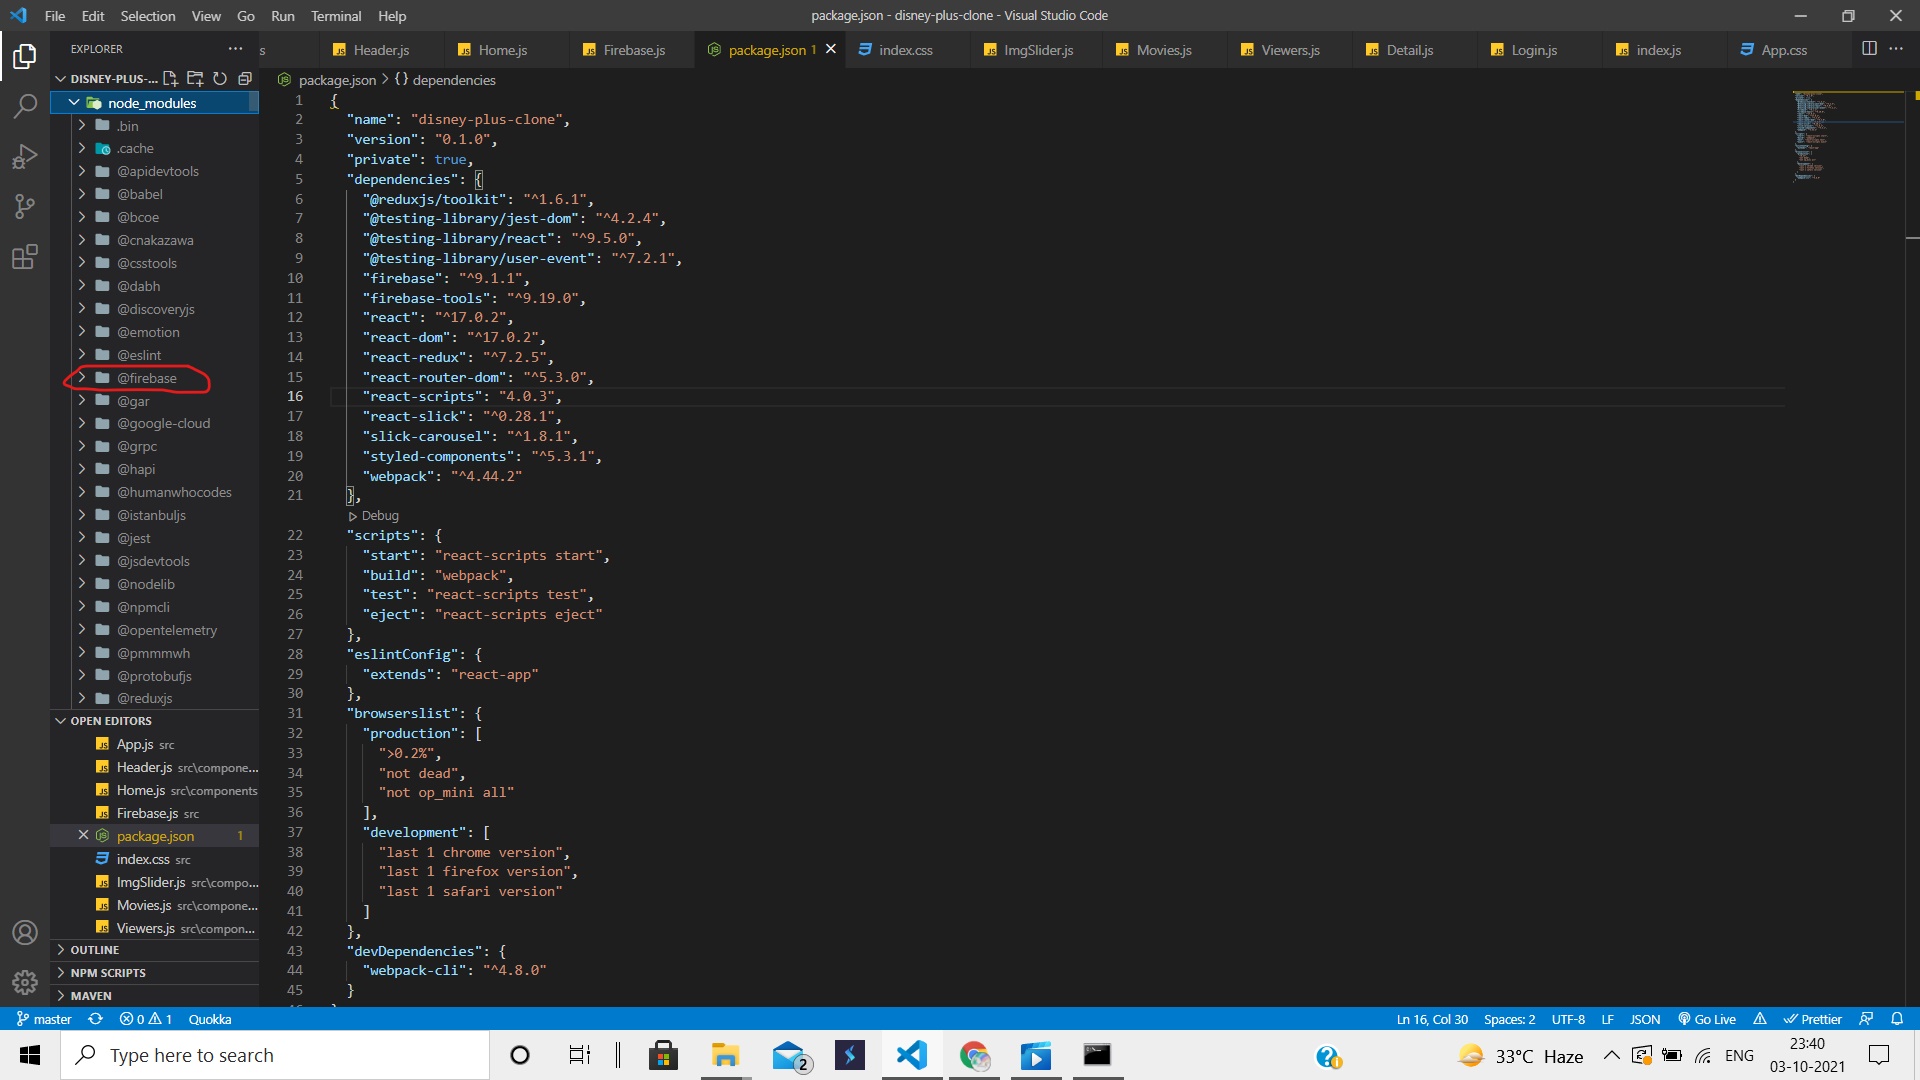 File Edit Selection View Go Run Terminal Help
package.json - disney-plus-clone - Visual Studio Code
EXPLORER
s Header.js Home.js Firebase.js package.json 1 index.css ImgSlider.js Movies.js Viewers.js Detail.js Login.js index.js App.css
DISNEY-PLUS-...
package.json > {} dependencies
node_modules
.bin
.cache
@apidevtools
@babel
@bcoe
@cnakazawa
@csstools
@dabh
@discoveryjs
@emotion
@eslint
@firebase
@gar
@google-cloud
@grpc
@hapi
@humanwhocodes
@istanbuljs
@jest
@jsdevtools
@nodelib
@npmcli
@opentelemetry
@pmmmwh
@protobufjs
@reduxjs
OPEN EDITORS
App.js src
Header.js src\compone...
Home.js src\components
Firebase.js src
package.json 1
index.css src
ImgSlider.js src\compo...
Movies.js src\compone...
Viewers.js src\compon...
OUTLINE
NPM SCRIPTS
MAVEN
1 {
2 "name": "disney-plus-clone",
3 "version": "0.1.0",
4 "private": true,
5 "dependencies": {
6 "@reduxjs/toolkit": "^1.6.1",
7 "@testing-library/jest-dom": "^4.2.4",
8 "@testing-library/react": "^9.5.0",
9 "@testing-library/user-event": "^7.2.1",
10 "firebase": "^9.1.1",
11 "firebase-tools": "^9.19.0",
12 "react": "^17.0.2",
13 "react-dom": "^17.0.2",
14 "react-redux": "^7.2.5",
15 "react-router-dom": "^5.3.0",
16 "react-scripts": "4.0.3",
17 "react-slick": "^0.28.1",
18 "slick-carousel": "^1.8.1",
19 "styled-components": "^5.3.1",
20 "webpack": "^4.44.2"
21 },
Debug
22 "scripts": {
23 "start": "react-scripts start",
24 "build": "webpack",
25 "test": "react-scripts test",
26 "eject": "react-scripts eject"
27 },
28 "eslintConfig": {
29 "extends": "react-app"
30 },
31 "browserslist": {
32 "production": [
33 ">0.2%",
34 "not dead",
35 "not op_mini all"
36 ],
37 "development": [
38 "last 1 chrome version",
39 "last 1 firefox version",
40 "last 1 safari version"
41 ]
42 },
43 "devDependencies": {
44 "webpack-cli": "^4.8.0"
45 }
master 0 1 Quokka
Ln 16, Col 30 Spaces: 2 UTF-8 LF JSON Go Live Prettier
Type here to search
2
33°C Haze ENG
23:40
03-10-2021